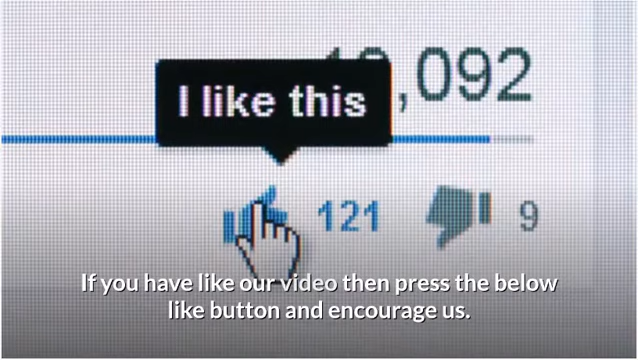 I like this
121 9
If you have like our video then press the below
like button and encourage us.